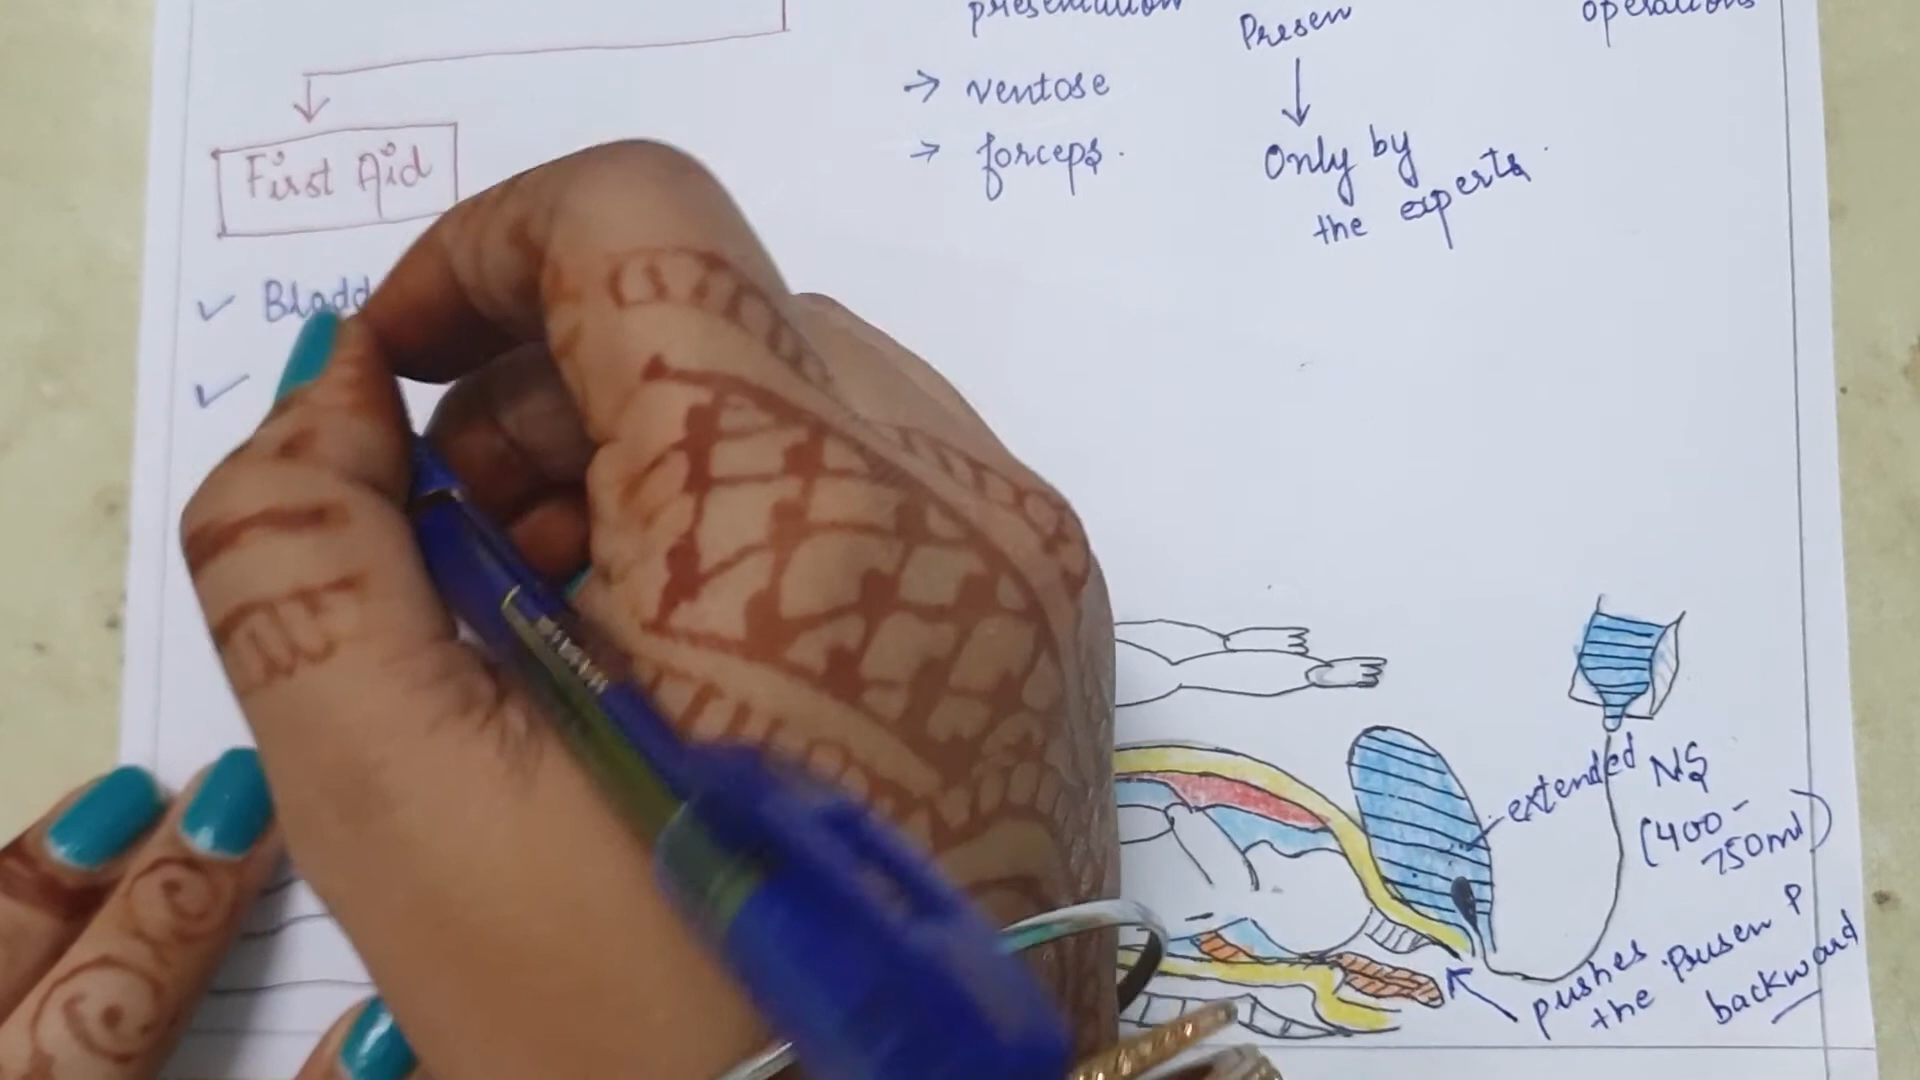 presentation
Presen
operations
→ ventose
→ forceps.
Only by
the experts.
First Aid
✓ Bladd
✓
extended
NS
(400-
750ml)
pushes
the presen P
backward